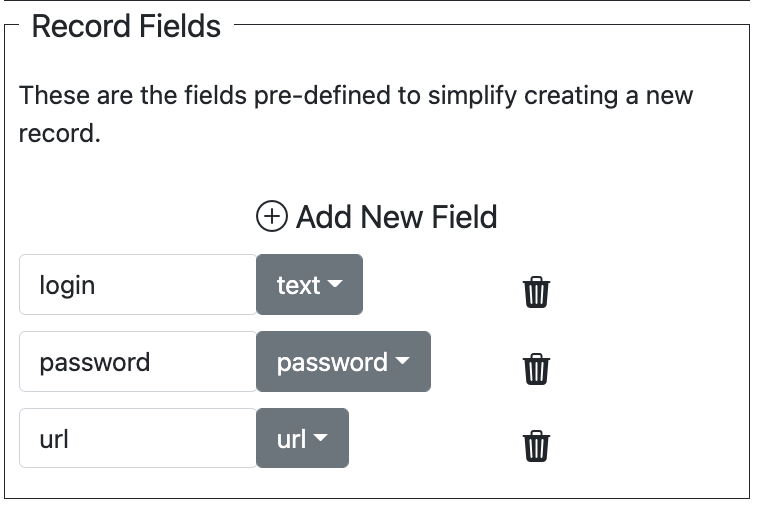 Record Fields
These are the fields pre-defined to simplify creating a new
record.
Add New Field
login text
password password
url url